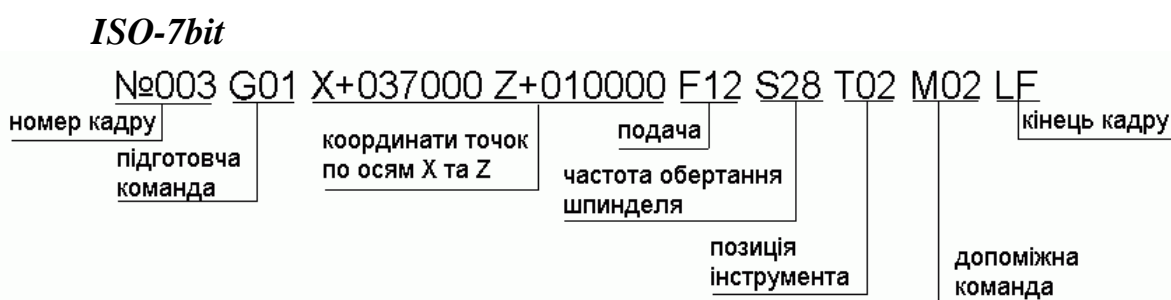 ISO-7bit
№003 G01 X+037000 Z+010000 F12 S28 T02 M02 LF
номер кадру
підготовча
команда
координати точок
по осям X та Z
подача
частота обертання
шпинделя
позиція
інструмента
допоміжна
команда
кінець кадру